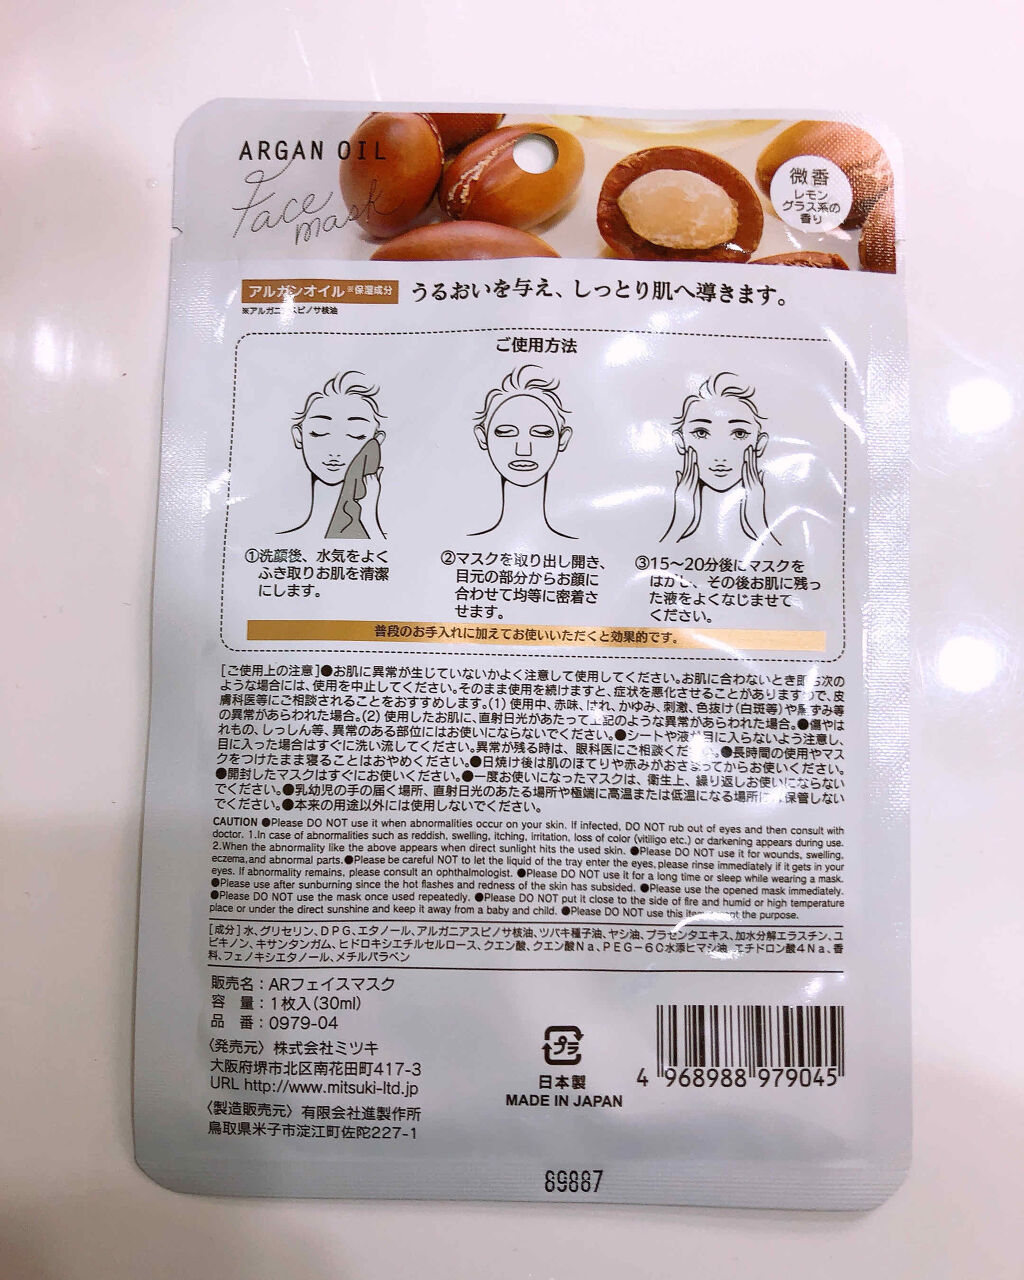 ARGAN OIL
Face
mask
微香
レモン
グラス系の
香り
アルガンオイル※保湿成分 うるおいを与え、しっとり肌へ導きます。
※アルガニアスピノサ核油
ご使用方法
①洗顔後、水気をよく
ふき取りお肌を清潔
にします。
②マスクを取り出し開き、
目元の部分からお顔に
合わせて均等に密着さ
せます。
③15〜20分後にマスクを
はがし、その後お肌に残っ
た液をよくなじませて
ください。
普段のお手入れに加えてお使いいただくと効果的です。
[ご使用上の注意]●お肌に異常が生じていないかよく注意して使用してください。お肌に合わないとき即ち次の
ような場合には、使用を中止してください。そのまま使用を続けますと、症状を悪化させることがありますので、皮
膚科医等にご相談されることをおすすめします。(1) 使用中、赤味、はれ、かゆみ、刺激、色抜け(白斑等)や黒ずみ等
の異常があらわれた場合。(2) 使用したお肌に、直射日光があたって上記のような異常があらわれた場合。●傷やは
れもの、しっしん等、異常のある部位にはお使いにならないでください。●シートや液が目に入らないよう注意し、
目に入った場合はすぐに洗い流してください。異常が残る時は、眼科医にご相談ください。●長時間の使用やマス
クをつけたまま寝ることはおやめください。●日焼け後は肌のほてりや赤みがおさまってからお使いください。
●開封したマスクはすぐにお使いください。●一度お使いになったマスクは、衛生上、繰り返しお使いにならない
でください。●乳幼児の手の届く場所、直射日光のあたる場所や極端に高温または低温になる場所に保管しない
でください。●本来の用途以外には使用しないでください。
CAUTION ●Please DO NOT use it when abnormalities occur on your skin. If infected, DO NOT rub out of eyes and then consult with
doctor. 1.In case of abnormalities such as reddish, swelling, itching, irritation, loss of color (vitiligo etc.) or darkening appears during use.
2.When the abnormality like the above appears when direct sunlight hits the used skin. ●Please DO NOT use it for wounds, swelling,
eczema,and abnormal parts.●Please be careful NOT to let the liquid of the tray enter the eyes, please rinse immediately if it gets in your
eyes. If abnormality remains, please consult an ophthalmologist. ●Please DO NOT use it for a long time or sleep while wearing a mask.
●Please use after sunburning since the hot flashes and redness of the skin has subsided. ●Please use the opened mask immediately.
●Please DO NOT use the mask once used repeatedly. ●Please DO NOT put it close to the side of fire and humid or high temperature
place or under the direct sunshine and keep it away from a baby and child. ●Please DO NOT use this item except the purpose.
[成分] 水、グリセリン、DPG、エタノール、アルガニアスピノサ核油、ツバキ種子油、ヤシ油、プラセンタエキス、加水分解エラスチン、ユ
ビキノン、キサンタンガム、ヒドロキシエチルセルロース、クエン酸、クエン酸Na、PEG-60水添ヒマシ油、エチドロン酸4Na、香
料、フェノキシエタノール、メチルパラベン
販売名：ARフェイスマスク
容 量：1枚入(30ml)
品 番：0979-04
〈発売元〉株式会社ミツキ
大阪府堺市北区南花田町417-3
URL http://www.mitsuki-ltd.jp
〈製造販売元〉有限会社進製作所
鳥取県米子市淀江町佐陀227-1
プラ
日本製
MADE IN JAPAN
4 968988 979045
89887